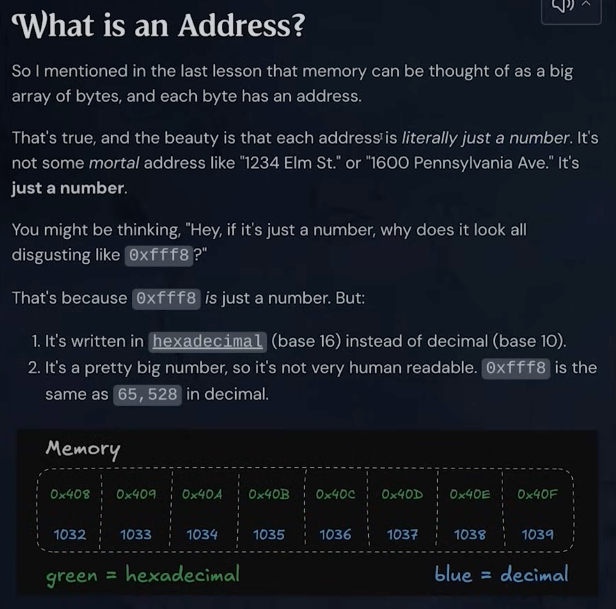 What is an Address?
So I mentioned in the last lesson that memory can be thought of as a big
array of bytes, and each byte has an address.
That's true, and the beauty is that each address is literally just a number. It's
not some mortal address like "1234 Elm St." or "1600 Pennsylvania Ave." It's
just a number.
You might be thinking, "Hey, if it's just a number, why does it look all
disgusting like 0xfff8?"
That's because 0xfff8 is just a number. But:
1. It's written in hexadecimal (base 16) instead of decimal (base 10).
2. It's a pretty big number, so it's not very human readable. 0xfff8 is the
same as 65,528 in decimal.
Memory
0x408 0x409 0x40A 0x40B 0x40C 0x40D 0x40E 0x40F
1032 1033 1034 1035 1036 1037 1038 1039
green = hexadecimal blue = decimal